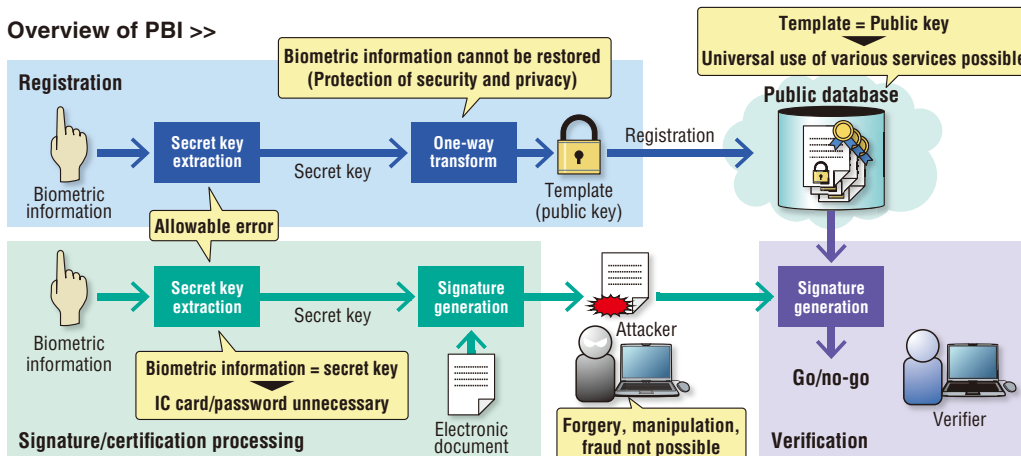 Overview of PBI >>
Template = Public key
Universal use of various services possible
Biometric information cannot be restored
(Protection of security and privacy)
Registration
Public database
Secret key
extraction
Secret key
One-way
transform
Registration
Biometric
information
Template
(public key)
Allowable error
Secret key
extraction
Secret key
Signature
generation
Attacker
Signature
generation
Biometric
information
Biometric information = secret key
IC card/password unnecessary
Electronic
document
Forgery, manipulation,
fraud not possible
Go/no-go
Verifier
Signature/certification processing
Verification